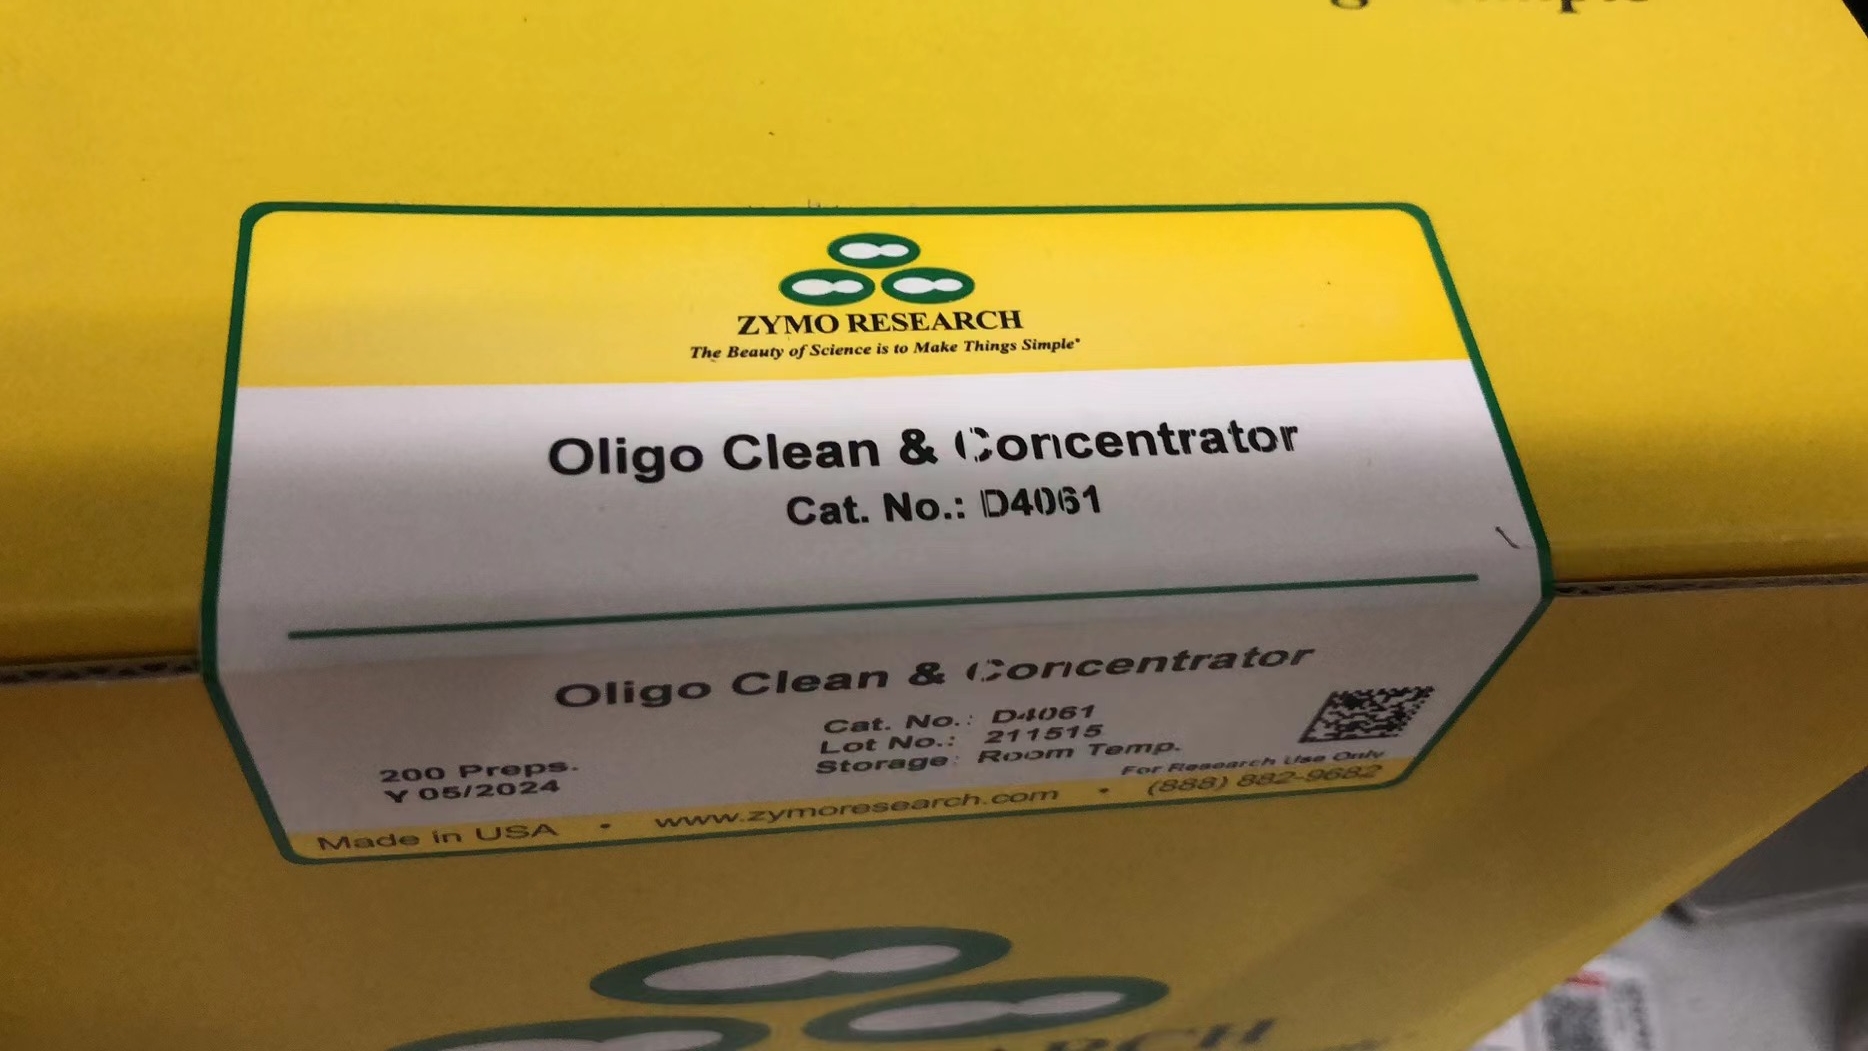 ZYMO RESEARCH
The Beauty of Science is to Make Things Simple®
Oligo Clean & Concentrator
Cat. No.: D4061
Oligo Clean & Concentrator
Cat. No.: D4061
Lot No.: 211515
Storage: Room Temp.
200 Preps.
Y 05/2024
For Research Use Only
Made in USA • www.zymoresearch.com • (888) 882-9682